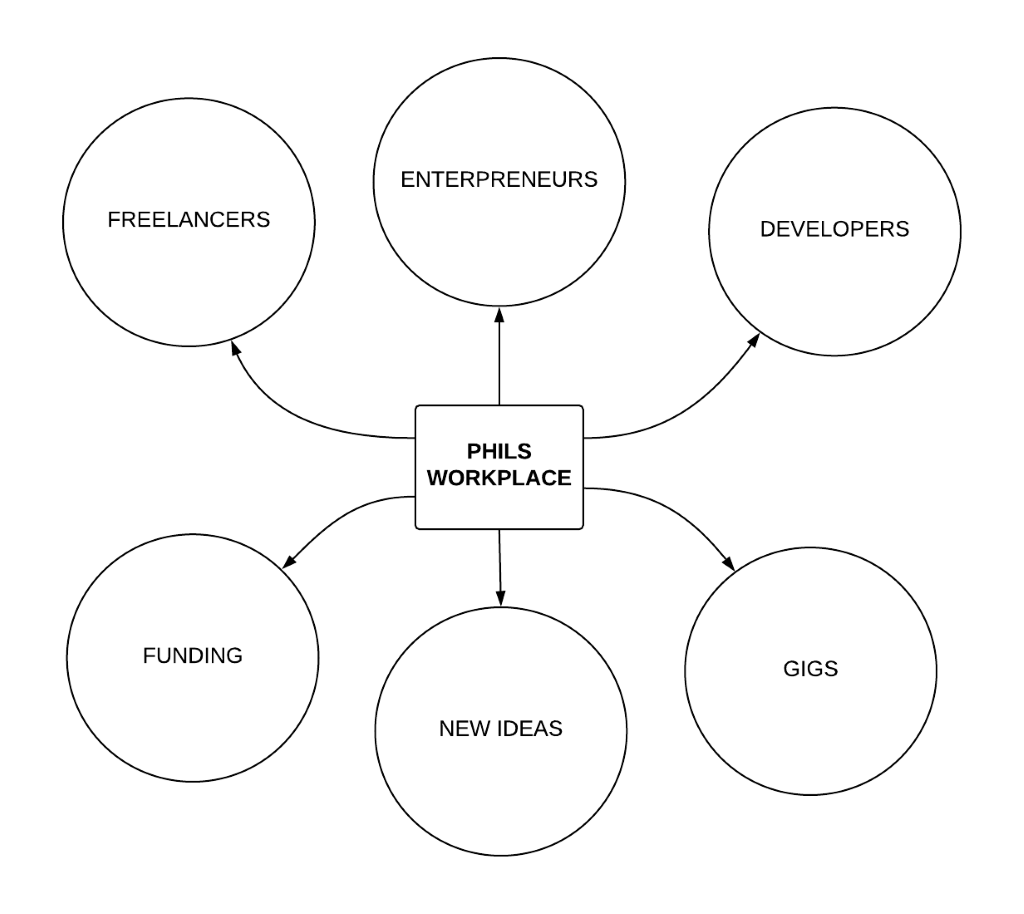 ENTERPRENEURS
FREELANCERS
DEVELOPERS
PHILS
WORKPLACE
FUNDING
GIGS
NEW IDEAS